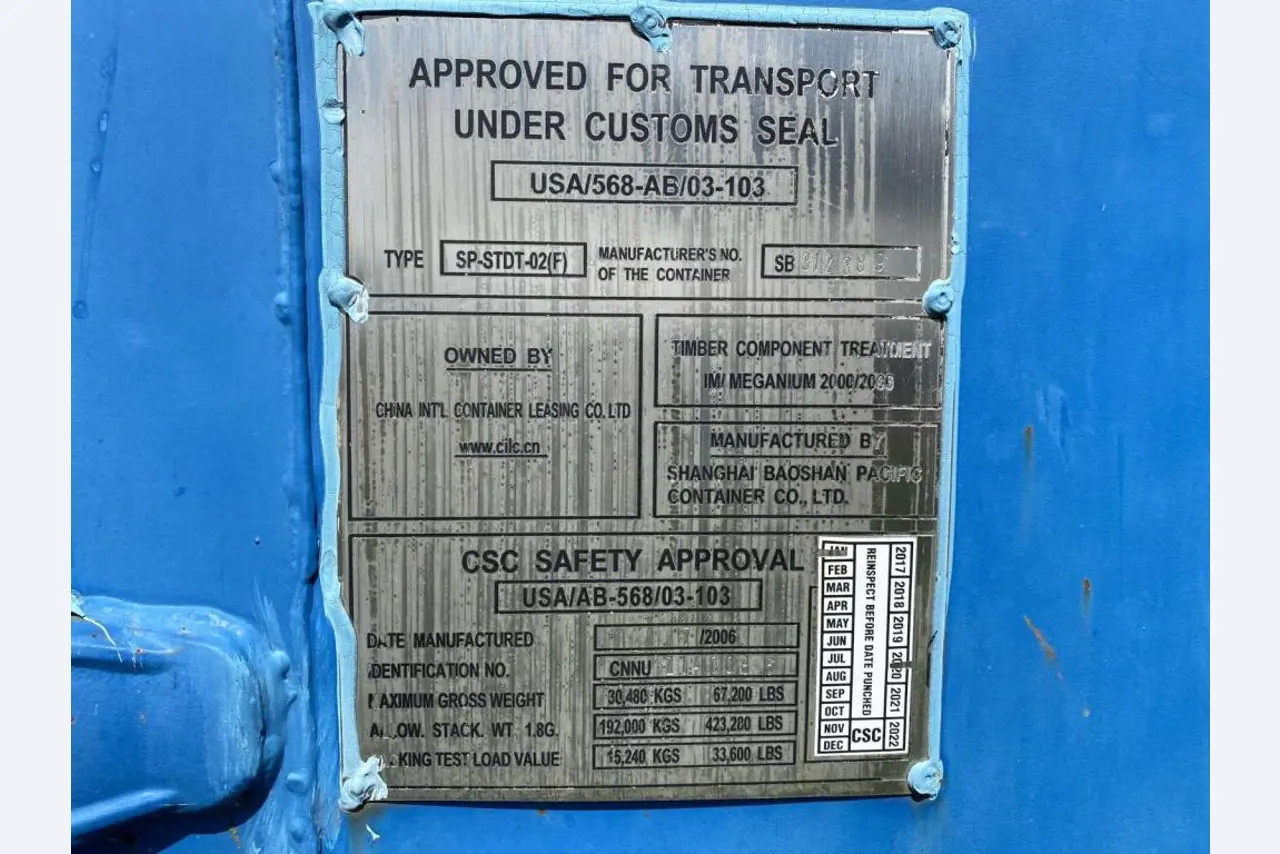 APPROVED FOR TRANSPORT
UNDER CUSTOMS SEAL
USA/568-AB/03-103
TYPE SP-STDT-02(F) MANUFACTURER'S NO.
OF THE CONTAINER SB
OWNED BY
CHINA INT'L CONTAINER LEASING CO.LTD
www.cilc.cn
TIMBER COMPONENT TREATMENT
IM/ MEGANIUM 2000/2006
MANUFACTURED BY
SHANGHAI BAOSHAN PACIFIC
CONTAINER CO., LTD.
CSC SAFETY APPROVAL
USA/AB-568/03-103
DATE MANUFACTURED /2006
IDENTIFICATION NO. CNNU
MAXIMUM GROSS WEIGHT 30,480 KGS 67,200 LBS
ALLOW. STACK. WT. 1.8G. 192,000 KGS 423,280 LBS
KING TEST LOAD VALUE 15,240 KGS 33,600 LBS
JAN
FEB
MAR
APR
MAY
JUN
JUL
AUG
SEP
OCT
NOV
DEC
REINSPECT BEFORE DATE PUNCHED
CSC
2017 2018 2019 2020 2021 2022